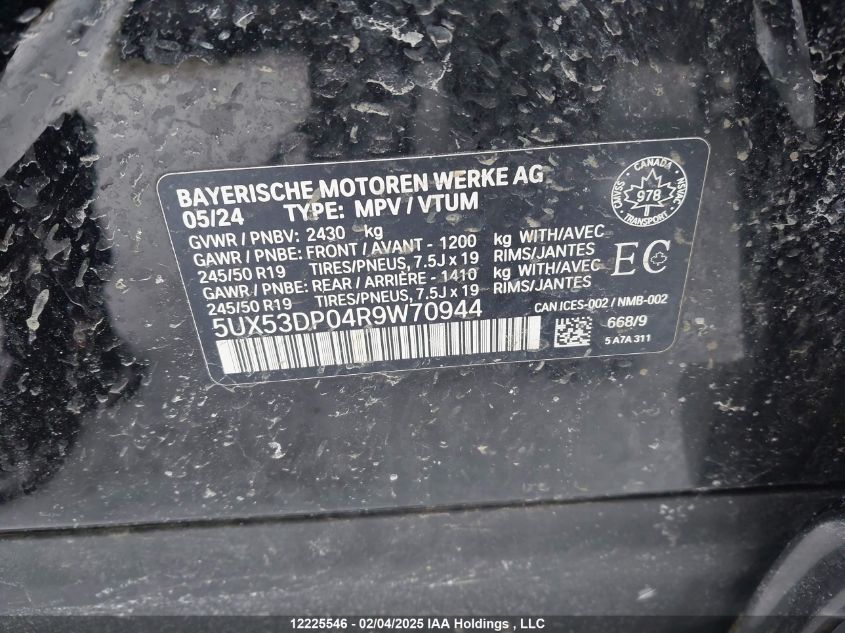 BAYERISCHE MOTOREN WERKE AG
05/24 TYPE: MPV / VTUM
GVWR / PNBV: 2430 kg
GAWR / PNBE: FRONT / AVANT - 1200 kg WITH/AVEC
245/50 R19 TIRES/PNEUS, 7.5J x 19 RIMS/JANTES
GAWR / PNBE: REAR / ARRIÈRE - 1410 kg WITH/AVEC
245/50 R19 TIRES/PNEUS, 7.5J x 19 RIMS/JANTES
5UX53DP04R9W70944
CANADA
CMVSS
978
NSVAC
TRANSPORT
EC
CAN ICES-002 / NMB-002
668/9
5 A7A 311
12225546 - 02/04/2025 IAA Holdings , LLC